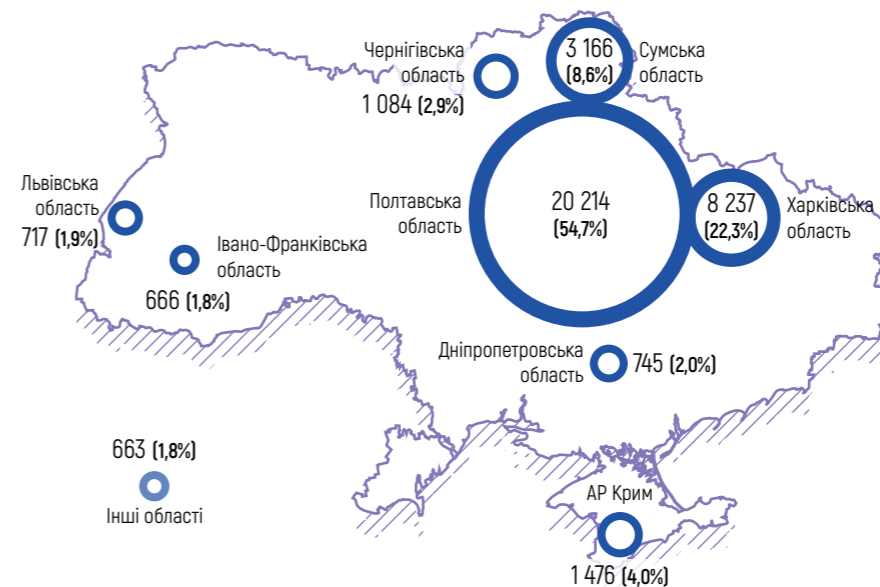 Чернігівська
область
1 084 (2,9%)
3 166
(8,6%)
Сумська
область
Полтавська
область
20 214
(54,7%)
8 237
(22,3%)
Харківська
область
Львівська
область
717 (1,9%)
Івано-Франківська
область
666 (1,8%)
Дніпропетровська
область
745 (2,0%)
663 (1,8%)
Інші області
АР Крим
1 476 (4,0%)